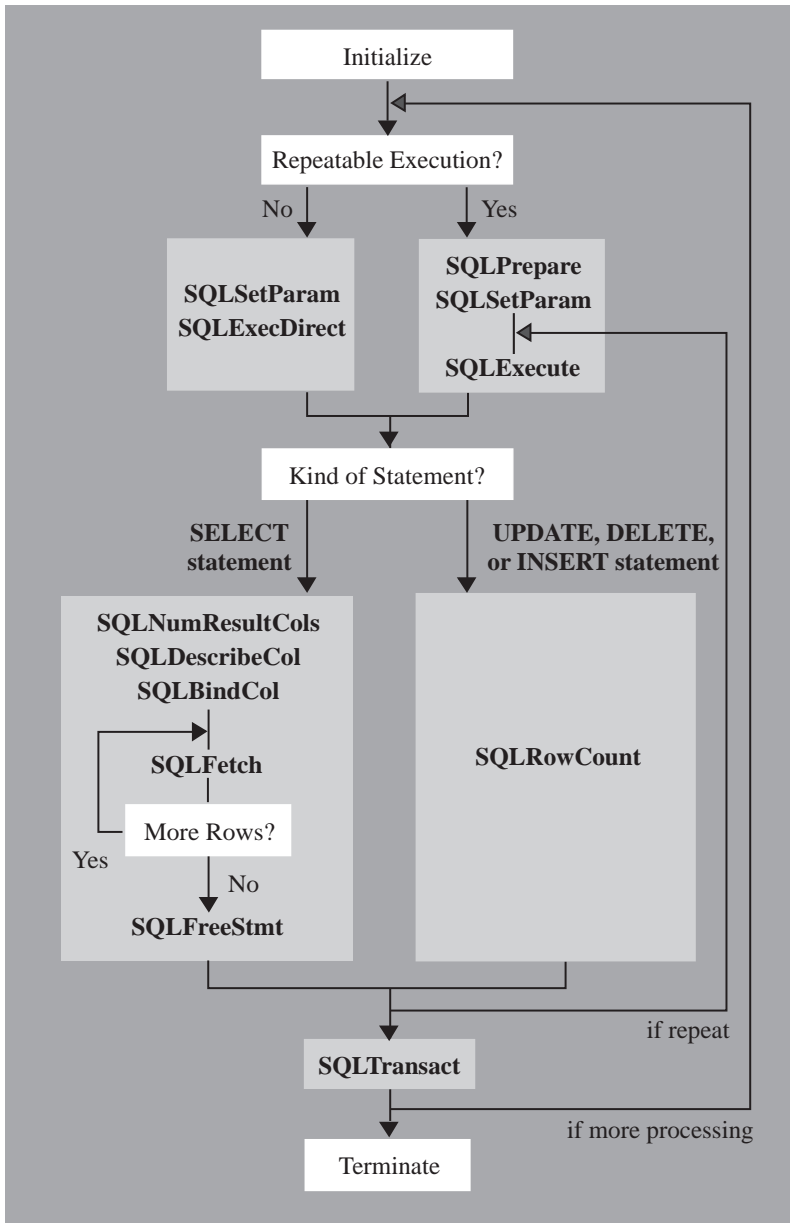 Initialize
Repeatable Execution?
No
Yes
SQLSetParam
SQLExecDirect
SQLPrepare
SQLSetParam
SQLExecute
Kind of Statement?
SELECT
statement
UPDATE, DELETE,
or INSERT statement
SQLNumResultCols
SQLDescribeCol
SQLBindCol
SQLFetch
More Rows?
Yes
No
SQLFreeStmt
SQLRowCount
if repeat
SQLTransact
if more processing
Terminate